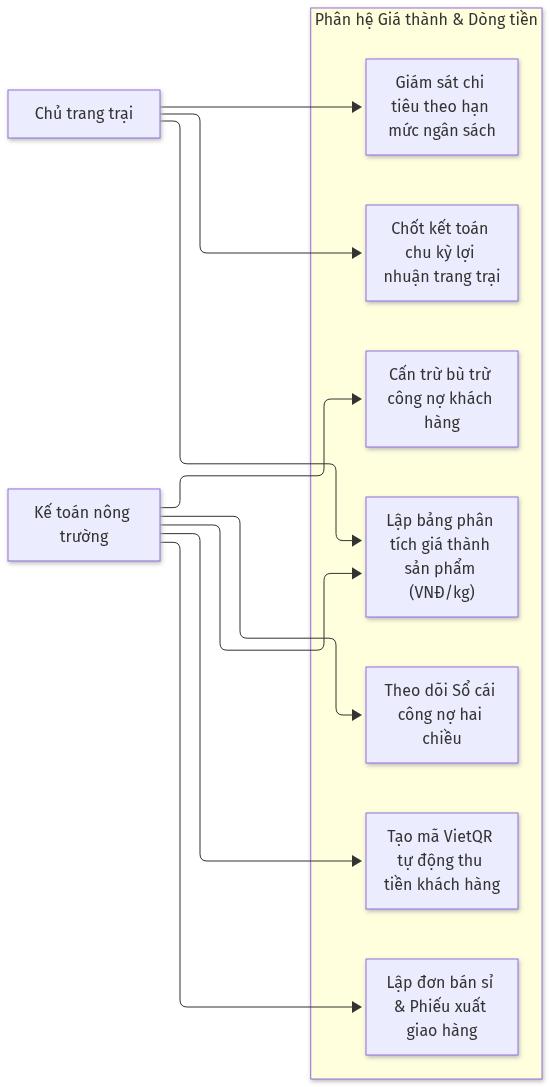 Phân hệ Giá thành & Dòng tiền
Giám sát chi
tiêu theo hạn
mức ngân sách
Chủ trang trại
Chốt kết toán
chu kỳ lợi
nhuận trang trại
Cấn trừ bù trừ
công nợ khách
hàng
Kế toán nông
trường
Lập bảng phân
tích giá thành
sản phẩm
(VNĐ/kg)
Theo dõi Sổ cái
công nợ hai
chiều
Tạo mã VietQR
tự động thu
tiền khách hàng
Lập đơn bán sỉ
& Phiếu xuất
giao hàng